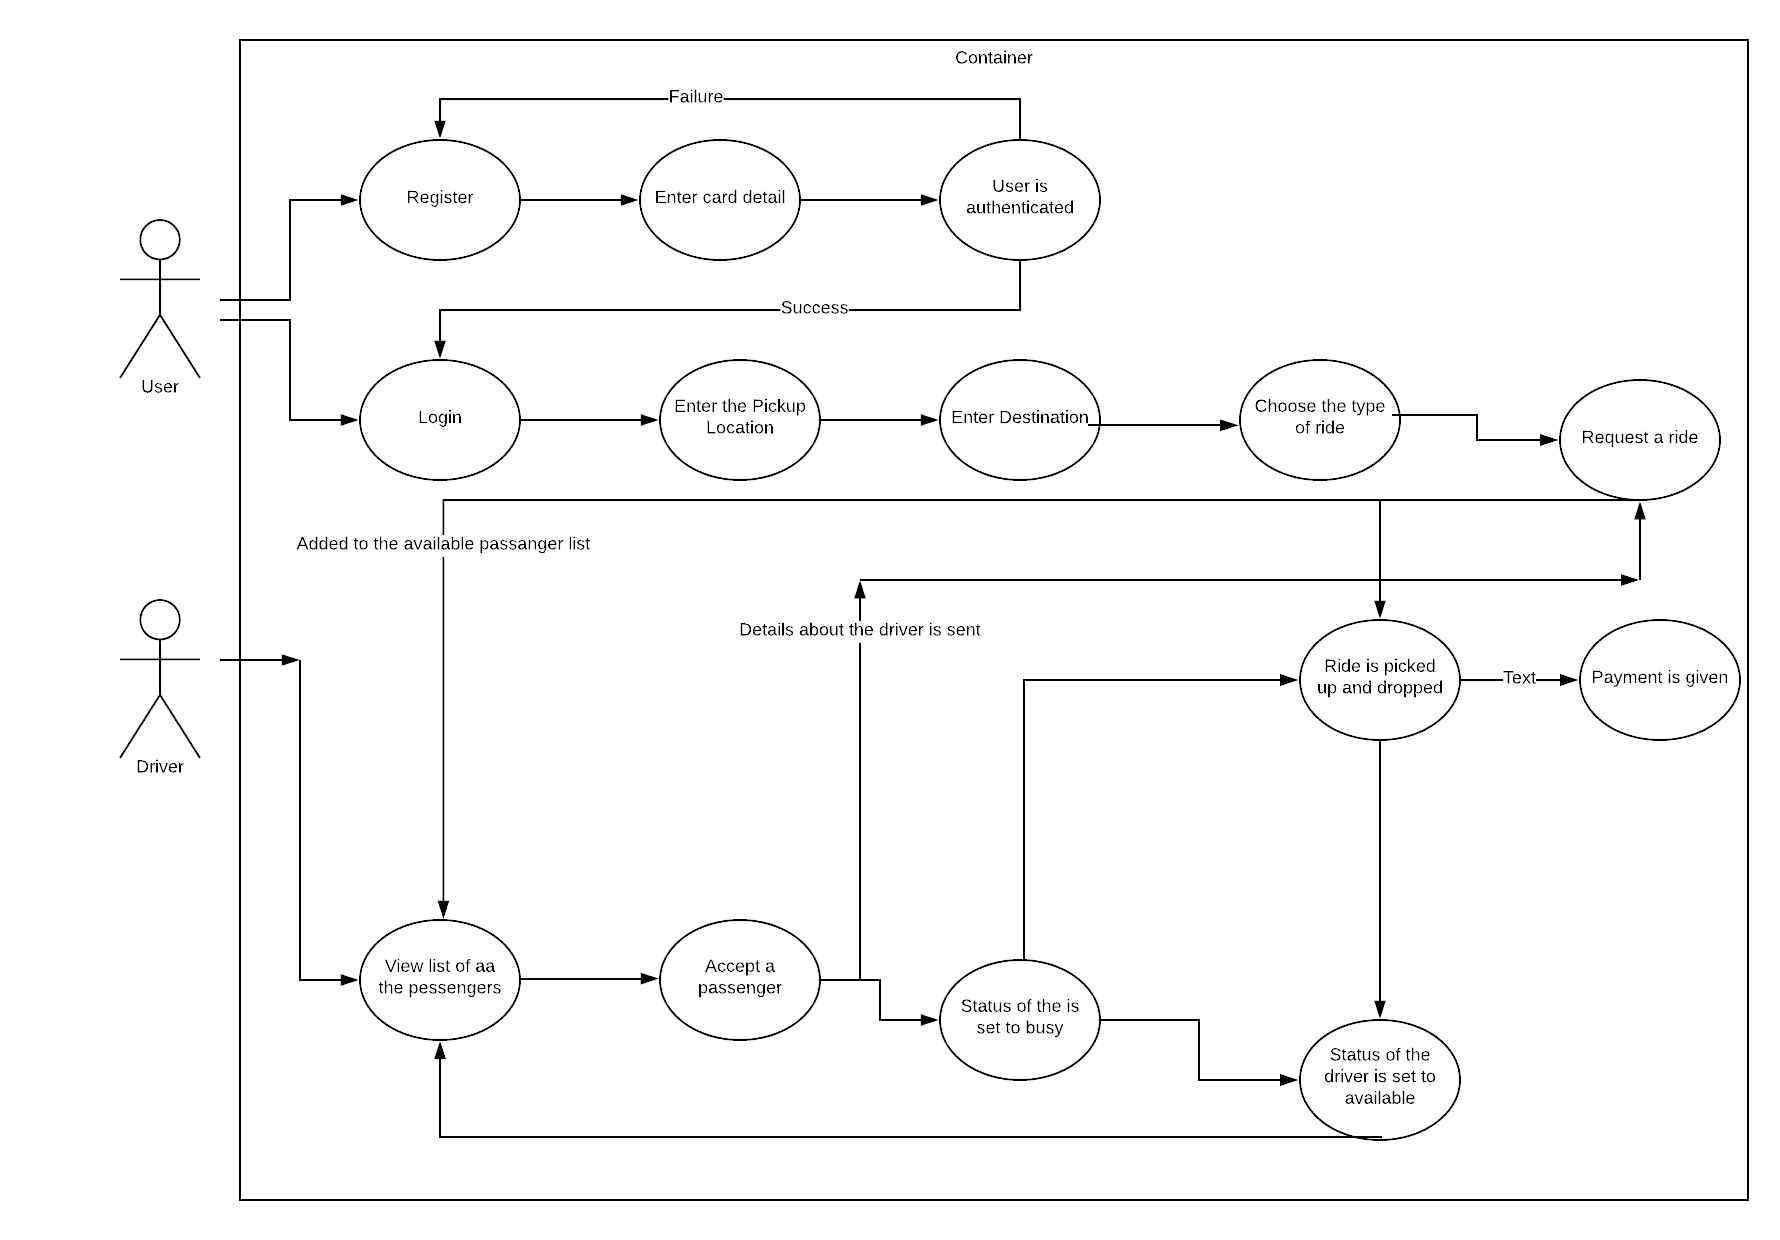 Container
Failure
Register
Enter card detail
User is
authenticated
Success
User
Login
Enter the Pickup
Location
Enter Destination
Choose the type
of ride
Request a ride
Added to the available passanger list
Details about the driver is sent
Driver
Ride is picked
up and dropped
Text
Payment is given
View list of aa
the pessengers
Accept a
passenger
Status of the is
set to busy
Status of the
driver is set to
available